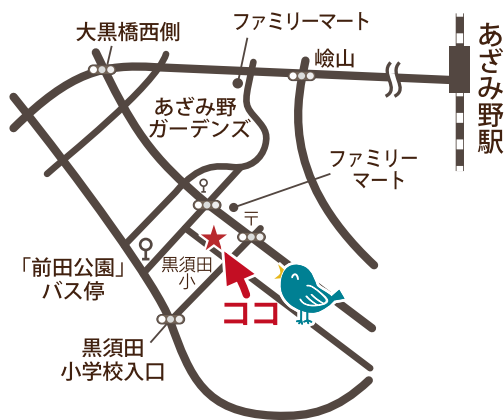 大黒橋西側
ファミリーマート
嶮山
あざみ野駅
あざみ野
ガーデンズ
ファミリー
マート
〒
黒須田
小
「前田公園」
バス停
ココ
黒須田
小学校入口